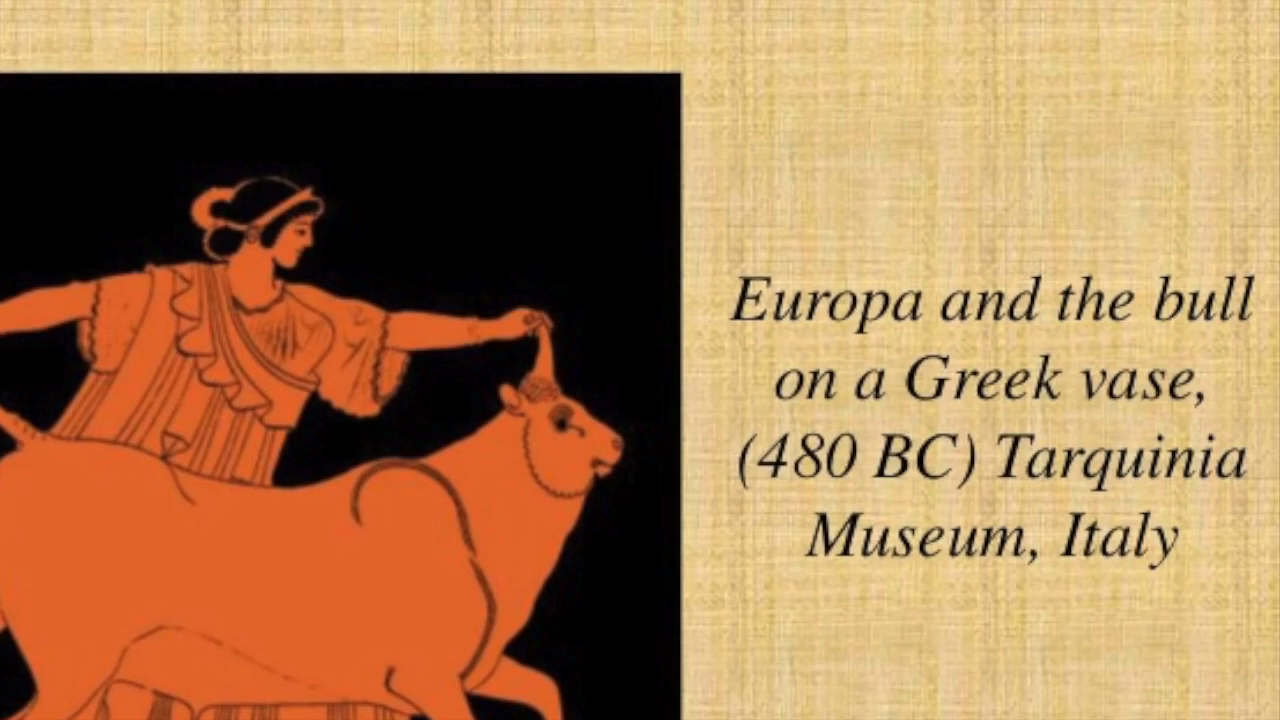 Europa and the bull
on a Greek vase,
(480 BC) Tarquinia
Museum, Italy